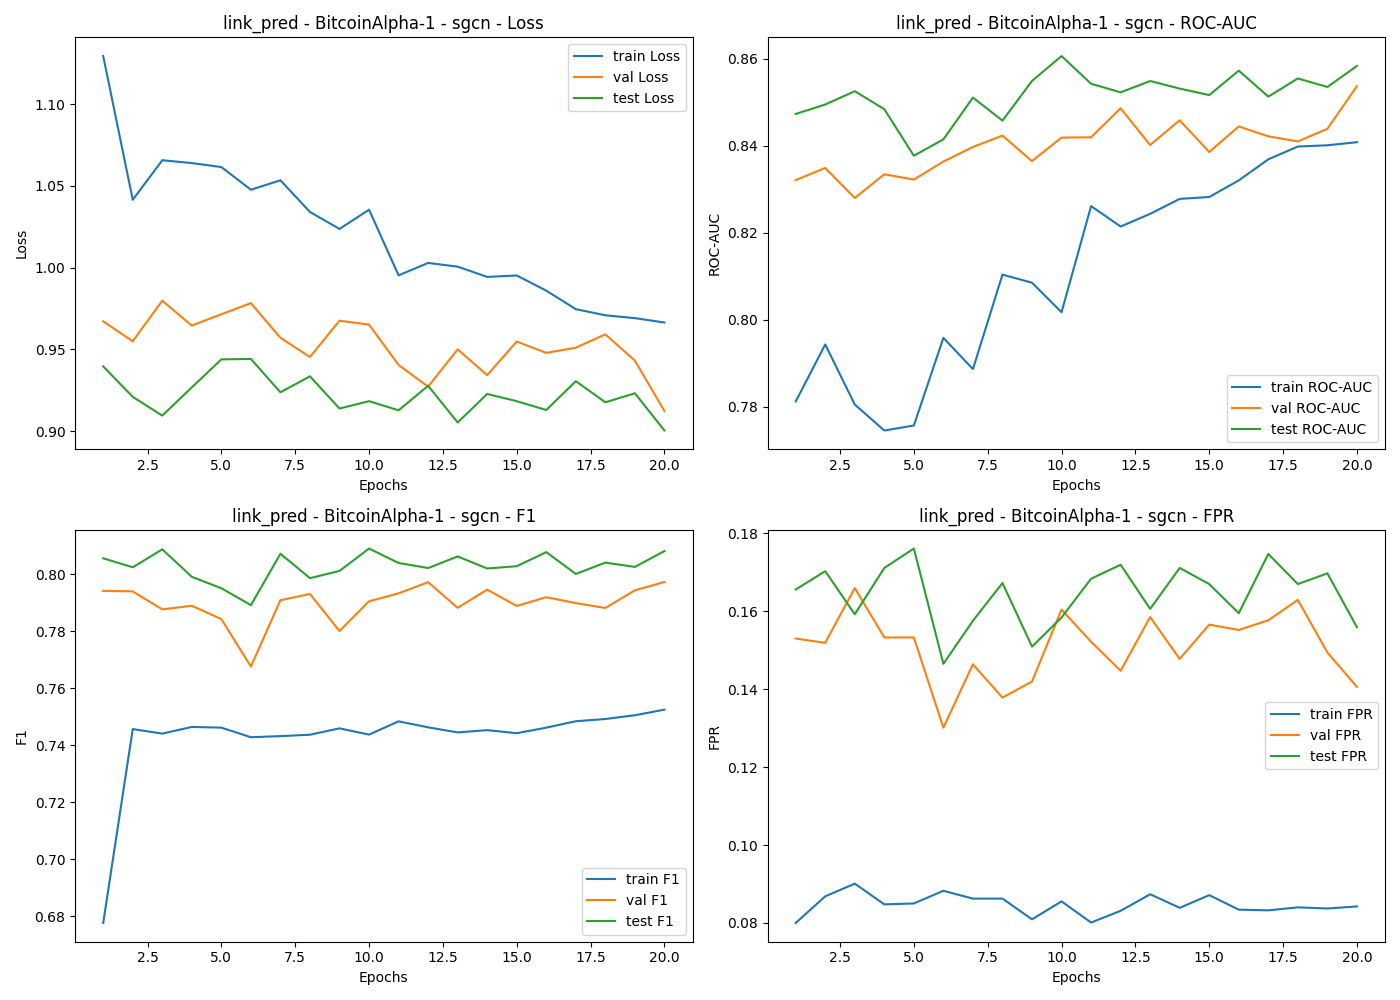 link_pred - BitcoinAlpha-1 - sgcn - Loss
train Loss
val Loss
test Loss
1.10
1.05
1.00
0.95
0.90
Loss
2.5 5.0 7.5 10.0 12.5 15.0 17.5 20.0
Epochs
link_pred - BitcoinAlpha-1 - sgcn - ROC-AUC
0.86
0.84
0.82
0.80
0.78
ROC-AUC
train ROC-AUC
val ROC-AUC
test ROC-AUC
2.5 5.0 7.5 10.0 12.5 15.0 17.5 20.0
Epochs
link_pred - BitcoinAlpha-1 - sgcn - F1
0.80
0.78
0.76
0.74
0.72
0.70
0.68
F1
train F1
val F1
test F1
2.5 5.0 7.5 10.0 12.5 15.0 17.5 20.0
Epochs
link_pred - BitcoinAlpha-1 - sgcn - FPR
0.18
0.16
0.14
0.12
0.10
0.08
FPR
train FPR
val FPR
test FPR
2.5 5.0 7.5 10.0 12.5 15.0 17.5 20.0
Epochs